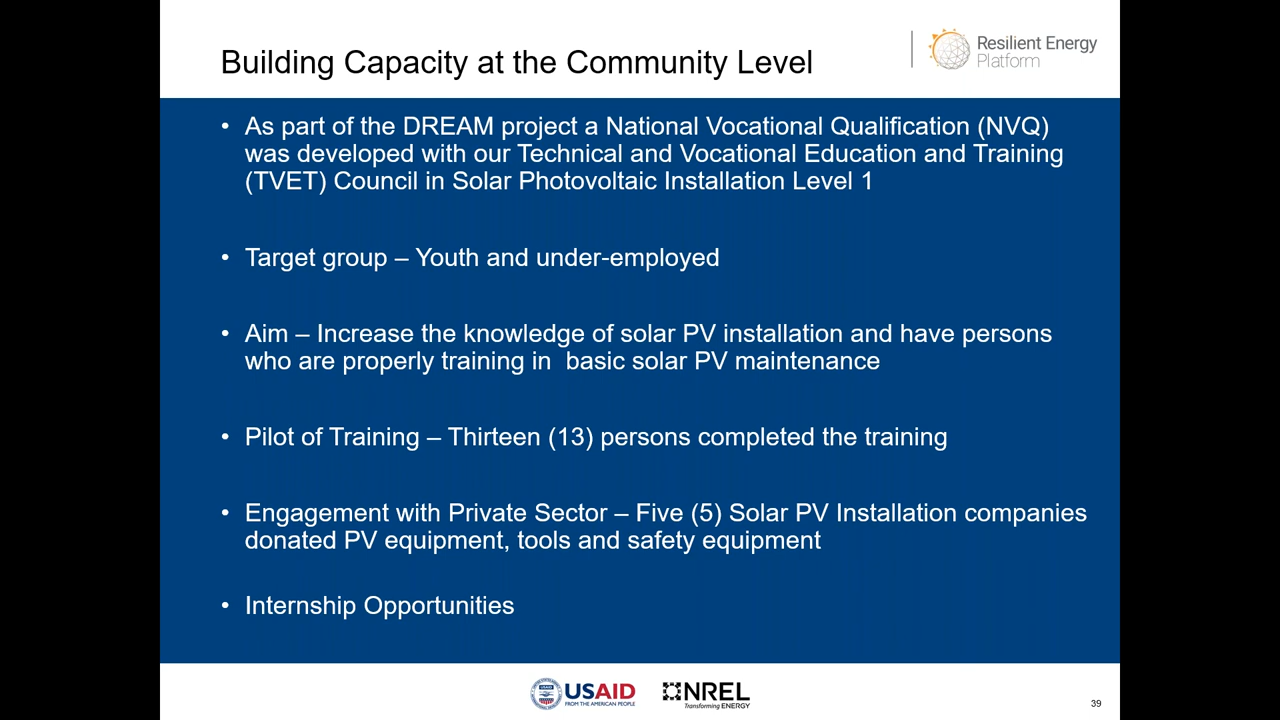 Building Capacity at the Community Level
Resilient Energy
Platform
• As part of the DREAM project a National Vocational Qualification (NVQ)
was developed with our Technical and Vocational Education and Training
(TVET) Council in Solar Photovoltaic Installation Level 1
• Target group – Youth and under-employed
• Aim – Increase the knowledge of solar PV installation and have persons
who are properly training in  basic solar PV maintenance
• Pilot of Training – Thirteen (13) persons completed the training
• Engagement with Private Sector – Five (5) Solar PV Installation companies
donated PV equipment, tools and safety equipment
• Internship Opportunities
USAID
FROM THE AMERICAN PEOPLE
NREL
Transforming ENERGY
39